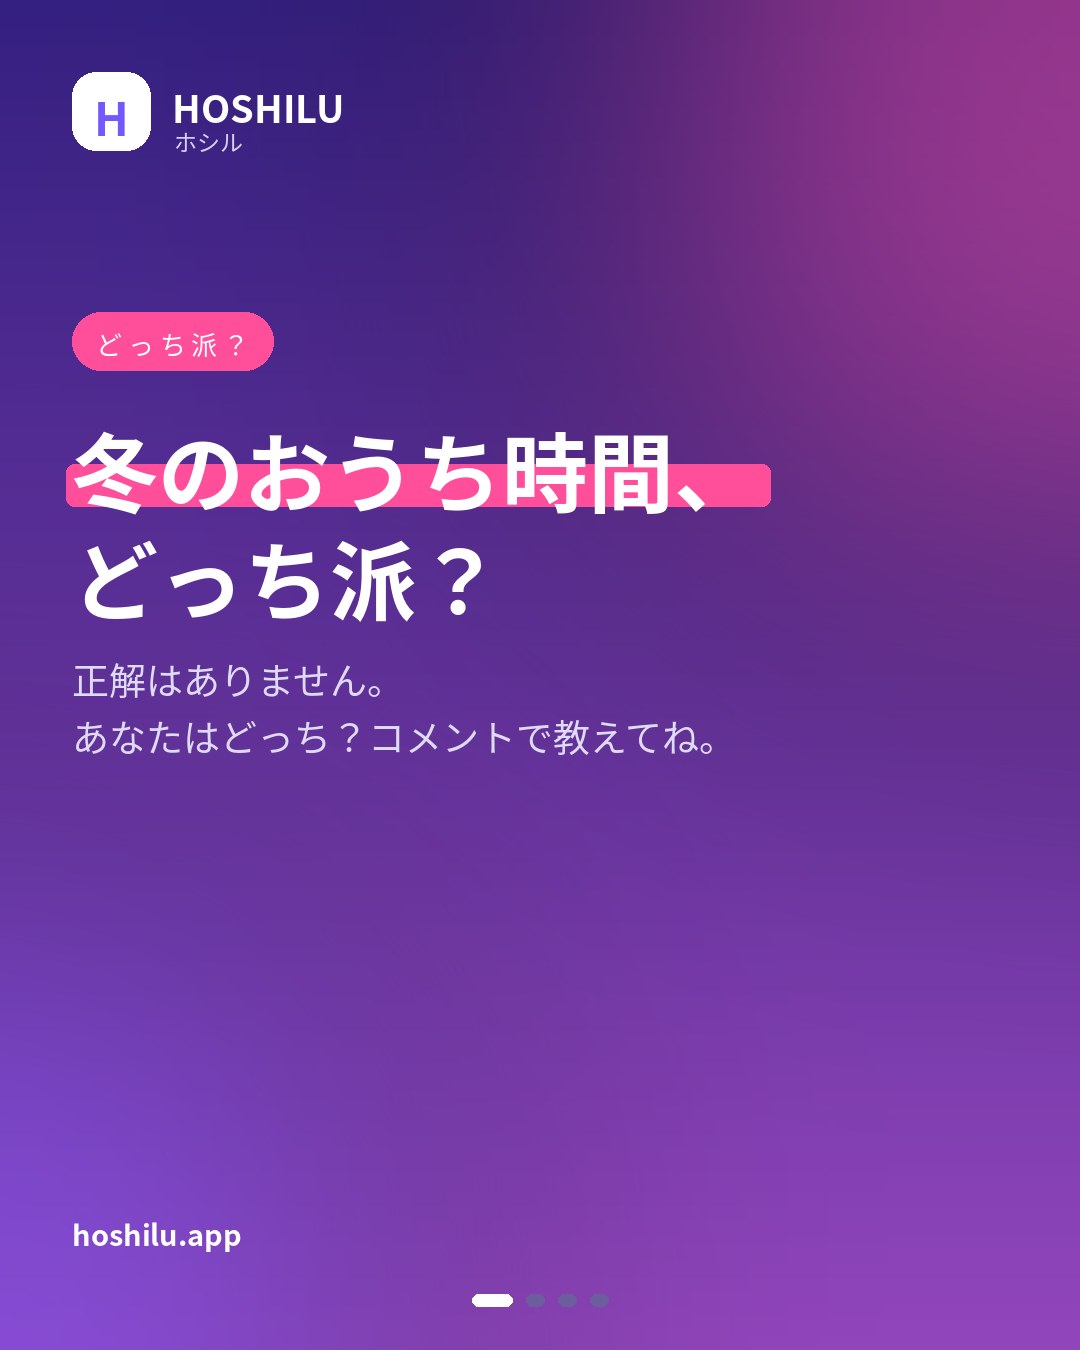 H
HOSHILU
ホシル
どっち派？
冬のおうち時間、
どっち派？
正解はありません。
あなたはどっち？コメントで教えてね。
hoshilu.app